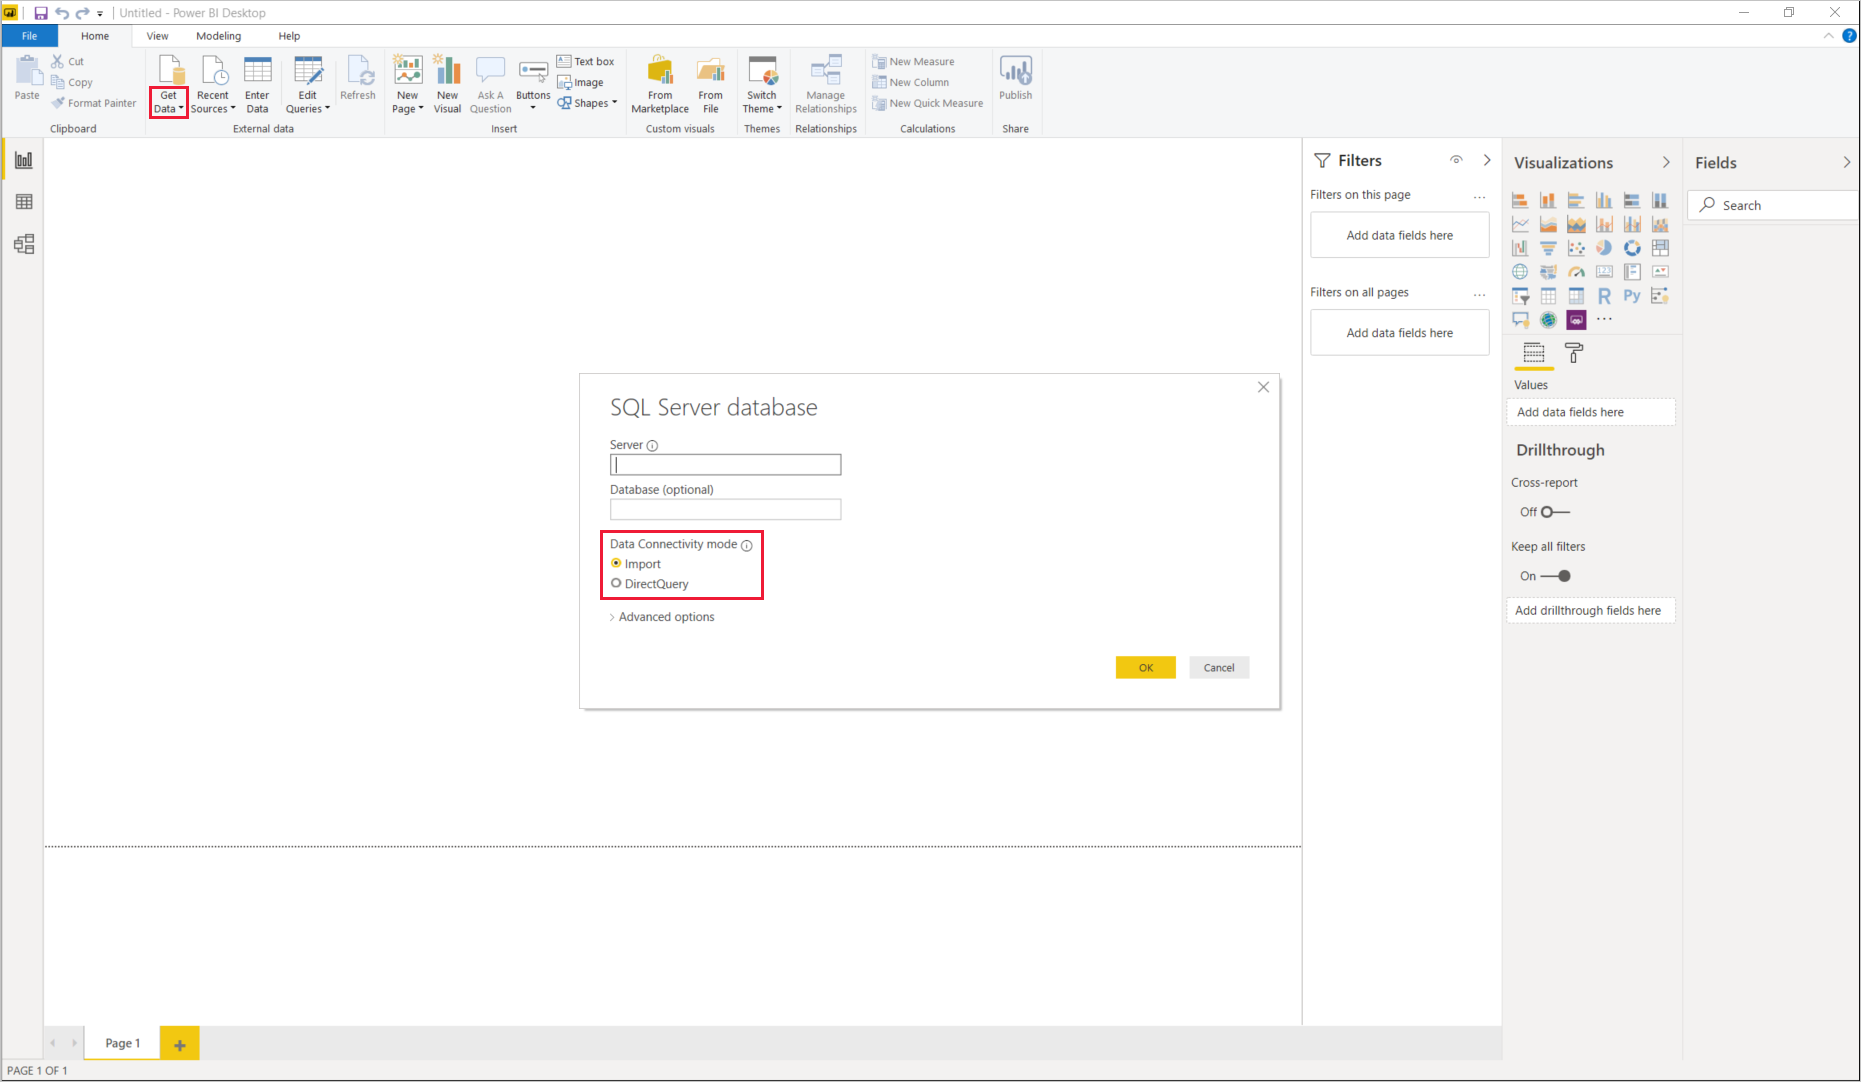 Untitled - Power BI Desktop
File Home View Modeling Help
Paste
Cut
Copy
Format Painter
Clipboard
Get Data
Recent Sources
Enter Data
Edit Queries
Refresh
External data
New Page
New Visual
Ask A Question
Buttons
Text box
Image
Shapes
Insert
From Marketplace
From File
Custom visuals
Switch Theme
Themes
Manage Relationships
Relationships
New Measure
New Column
New Quick Measure
Calculations
Publish
Share
SQL Server database
Server
Database (optional)
Data Connectivity mode
Import
DirectQuery
Advanced options
OK Cancel
Filters
Filters on this page ...
Add data fields here
Filters on all pages ...
Add data fields here
Visualizations
R Py
...
Values
Add data fields here
Drillthrough
Cross-report
Off
Keep all filters
On
Add drillthrough fields here
Fields
Search
Page 1 +
PAGE 1 OF 1